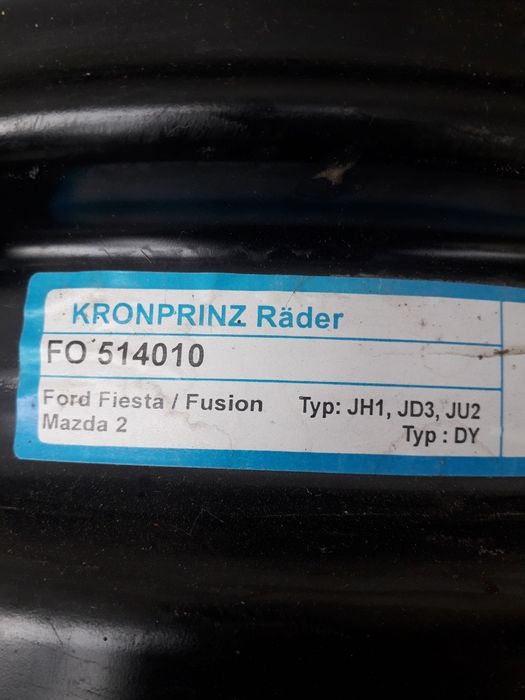 KRONPRINZ Räder
FO 514010
Ford Fiesta / Fusion Typ: JH1, JD3, JU2
Mazda 2 Typ : DY